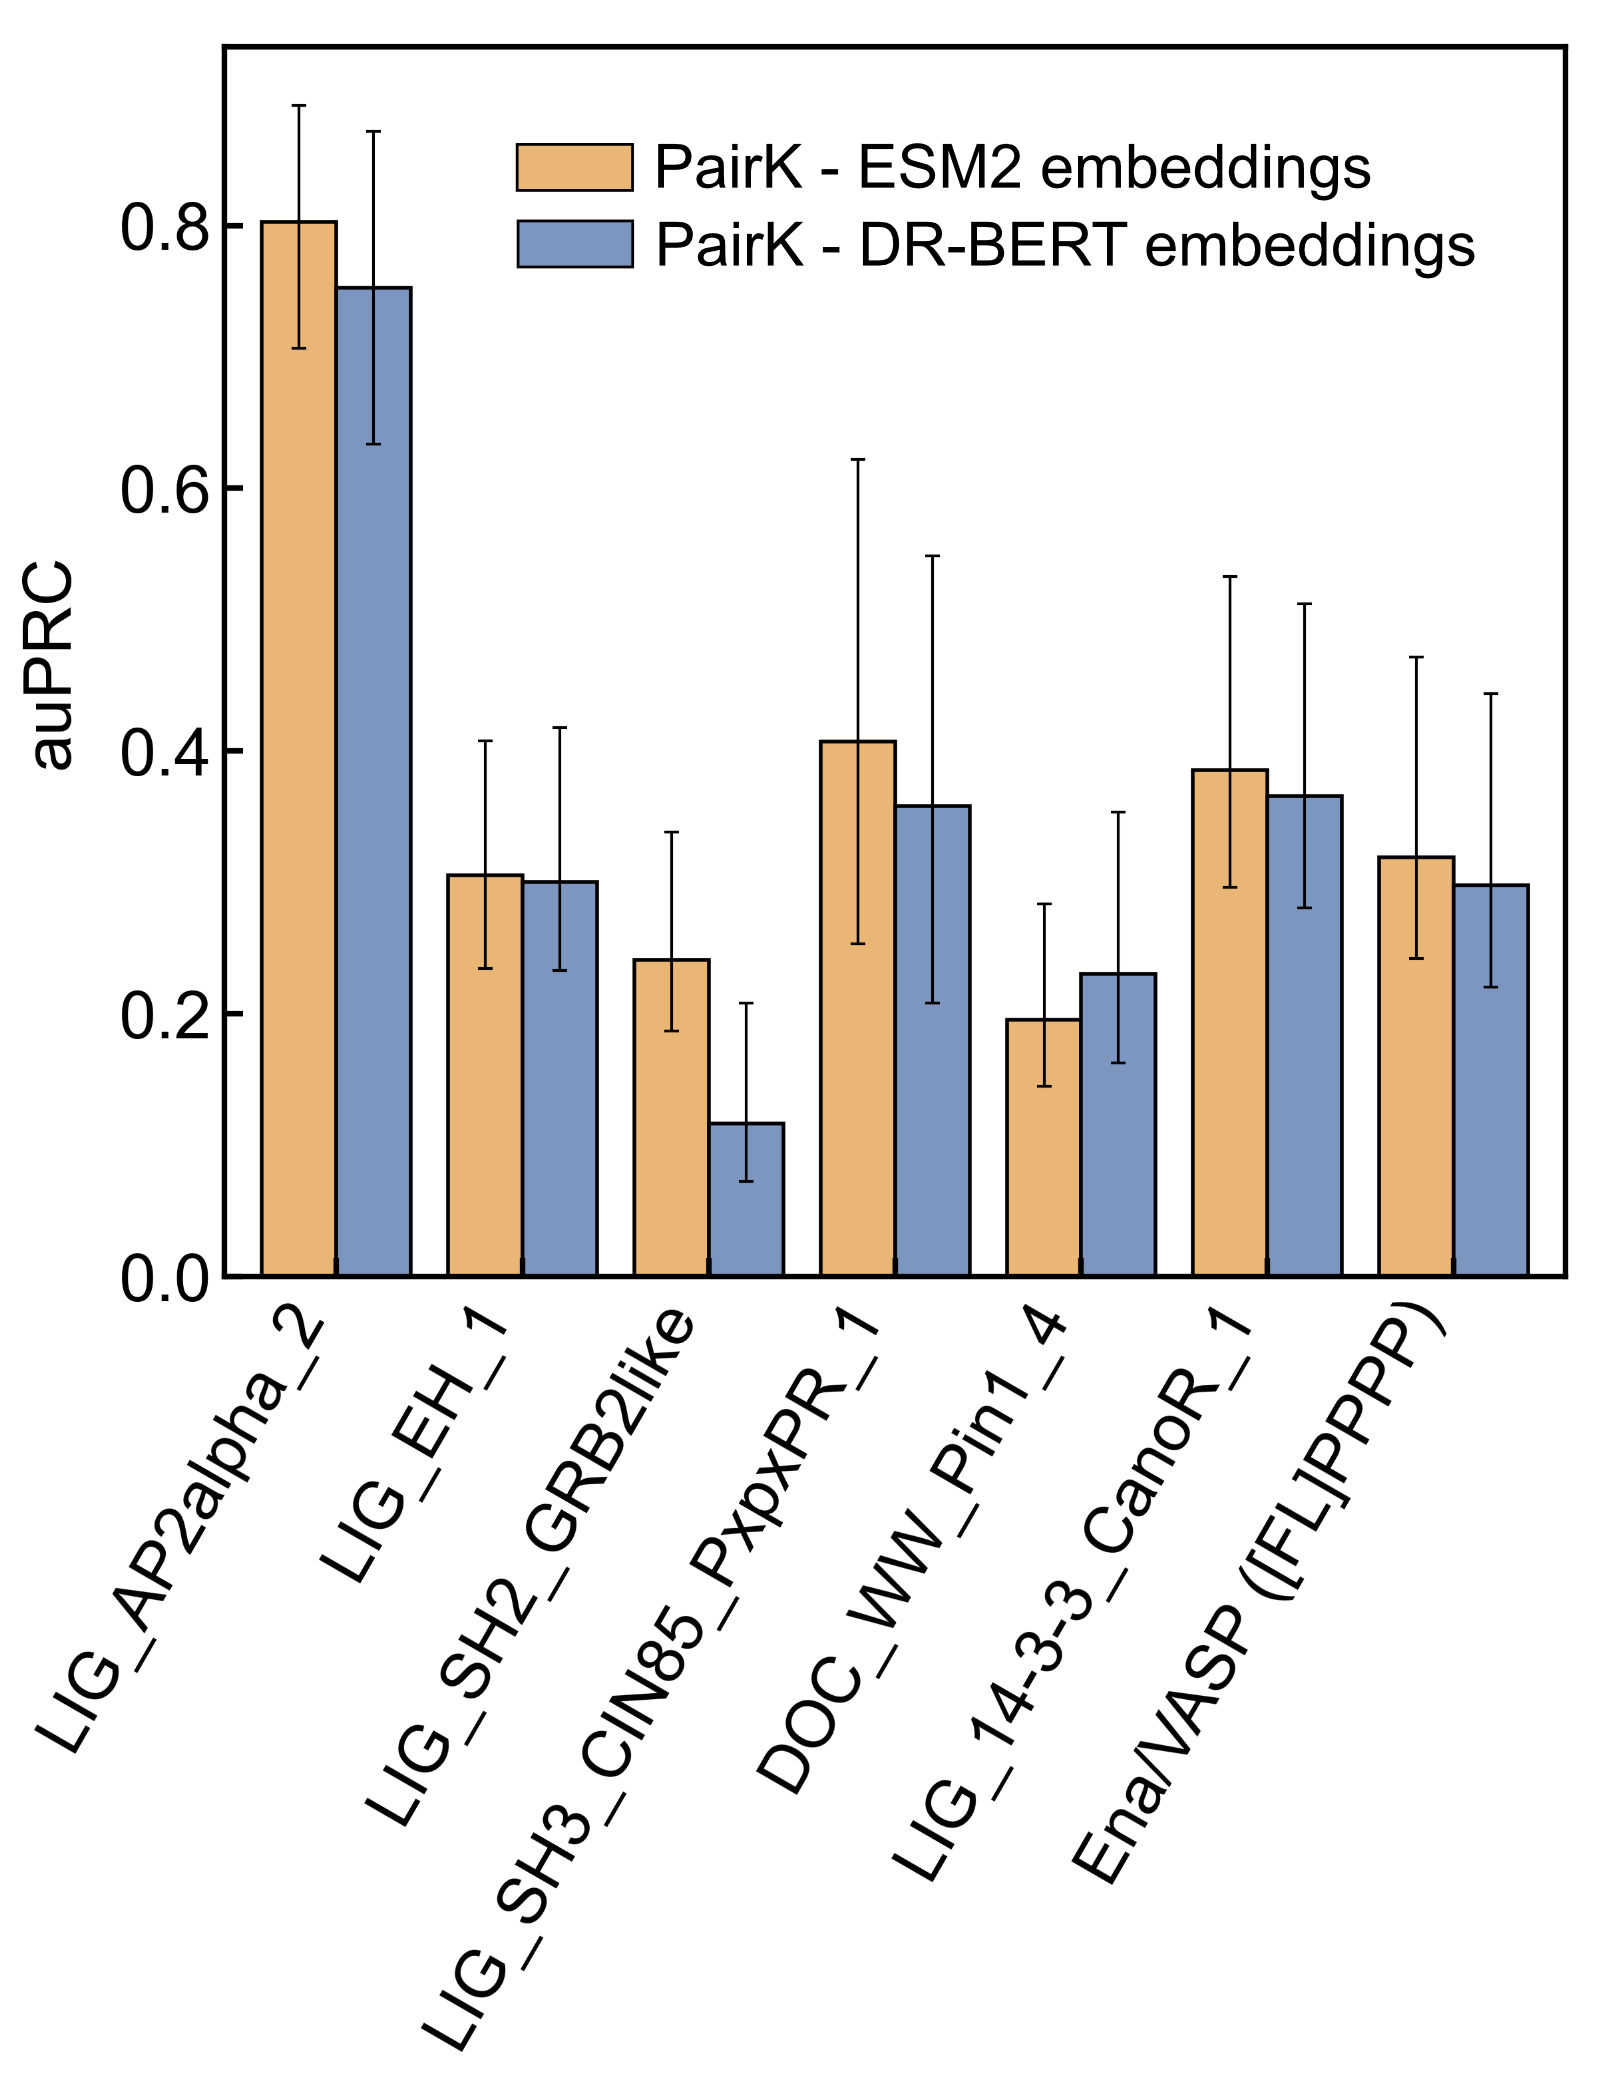 PairK - ESM2 embeddings
PairK - DR-BERT embeddings
auPRC
0.8
0.6
0.4
0.2
0.0
LIG_AP2alpha_2
LIG_EH_1
LIG_SH2_GRB2like
LIG_SH3_CIN85_PxpxPR_1
DOC_WW_Pin1_4
LIG_14-3-3_CanoR_1
Ena/VASP ([FL]PPP)